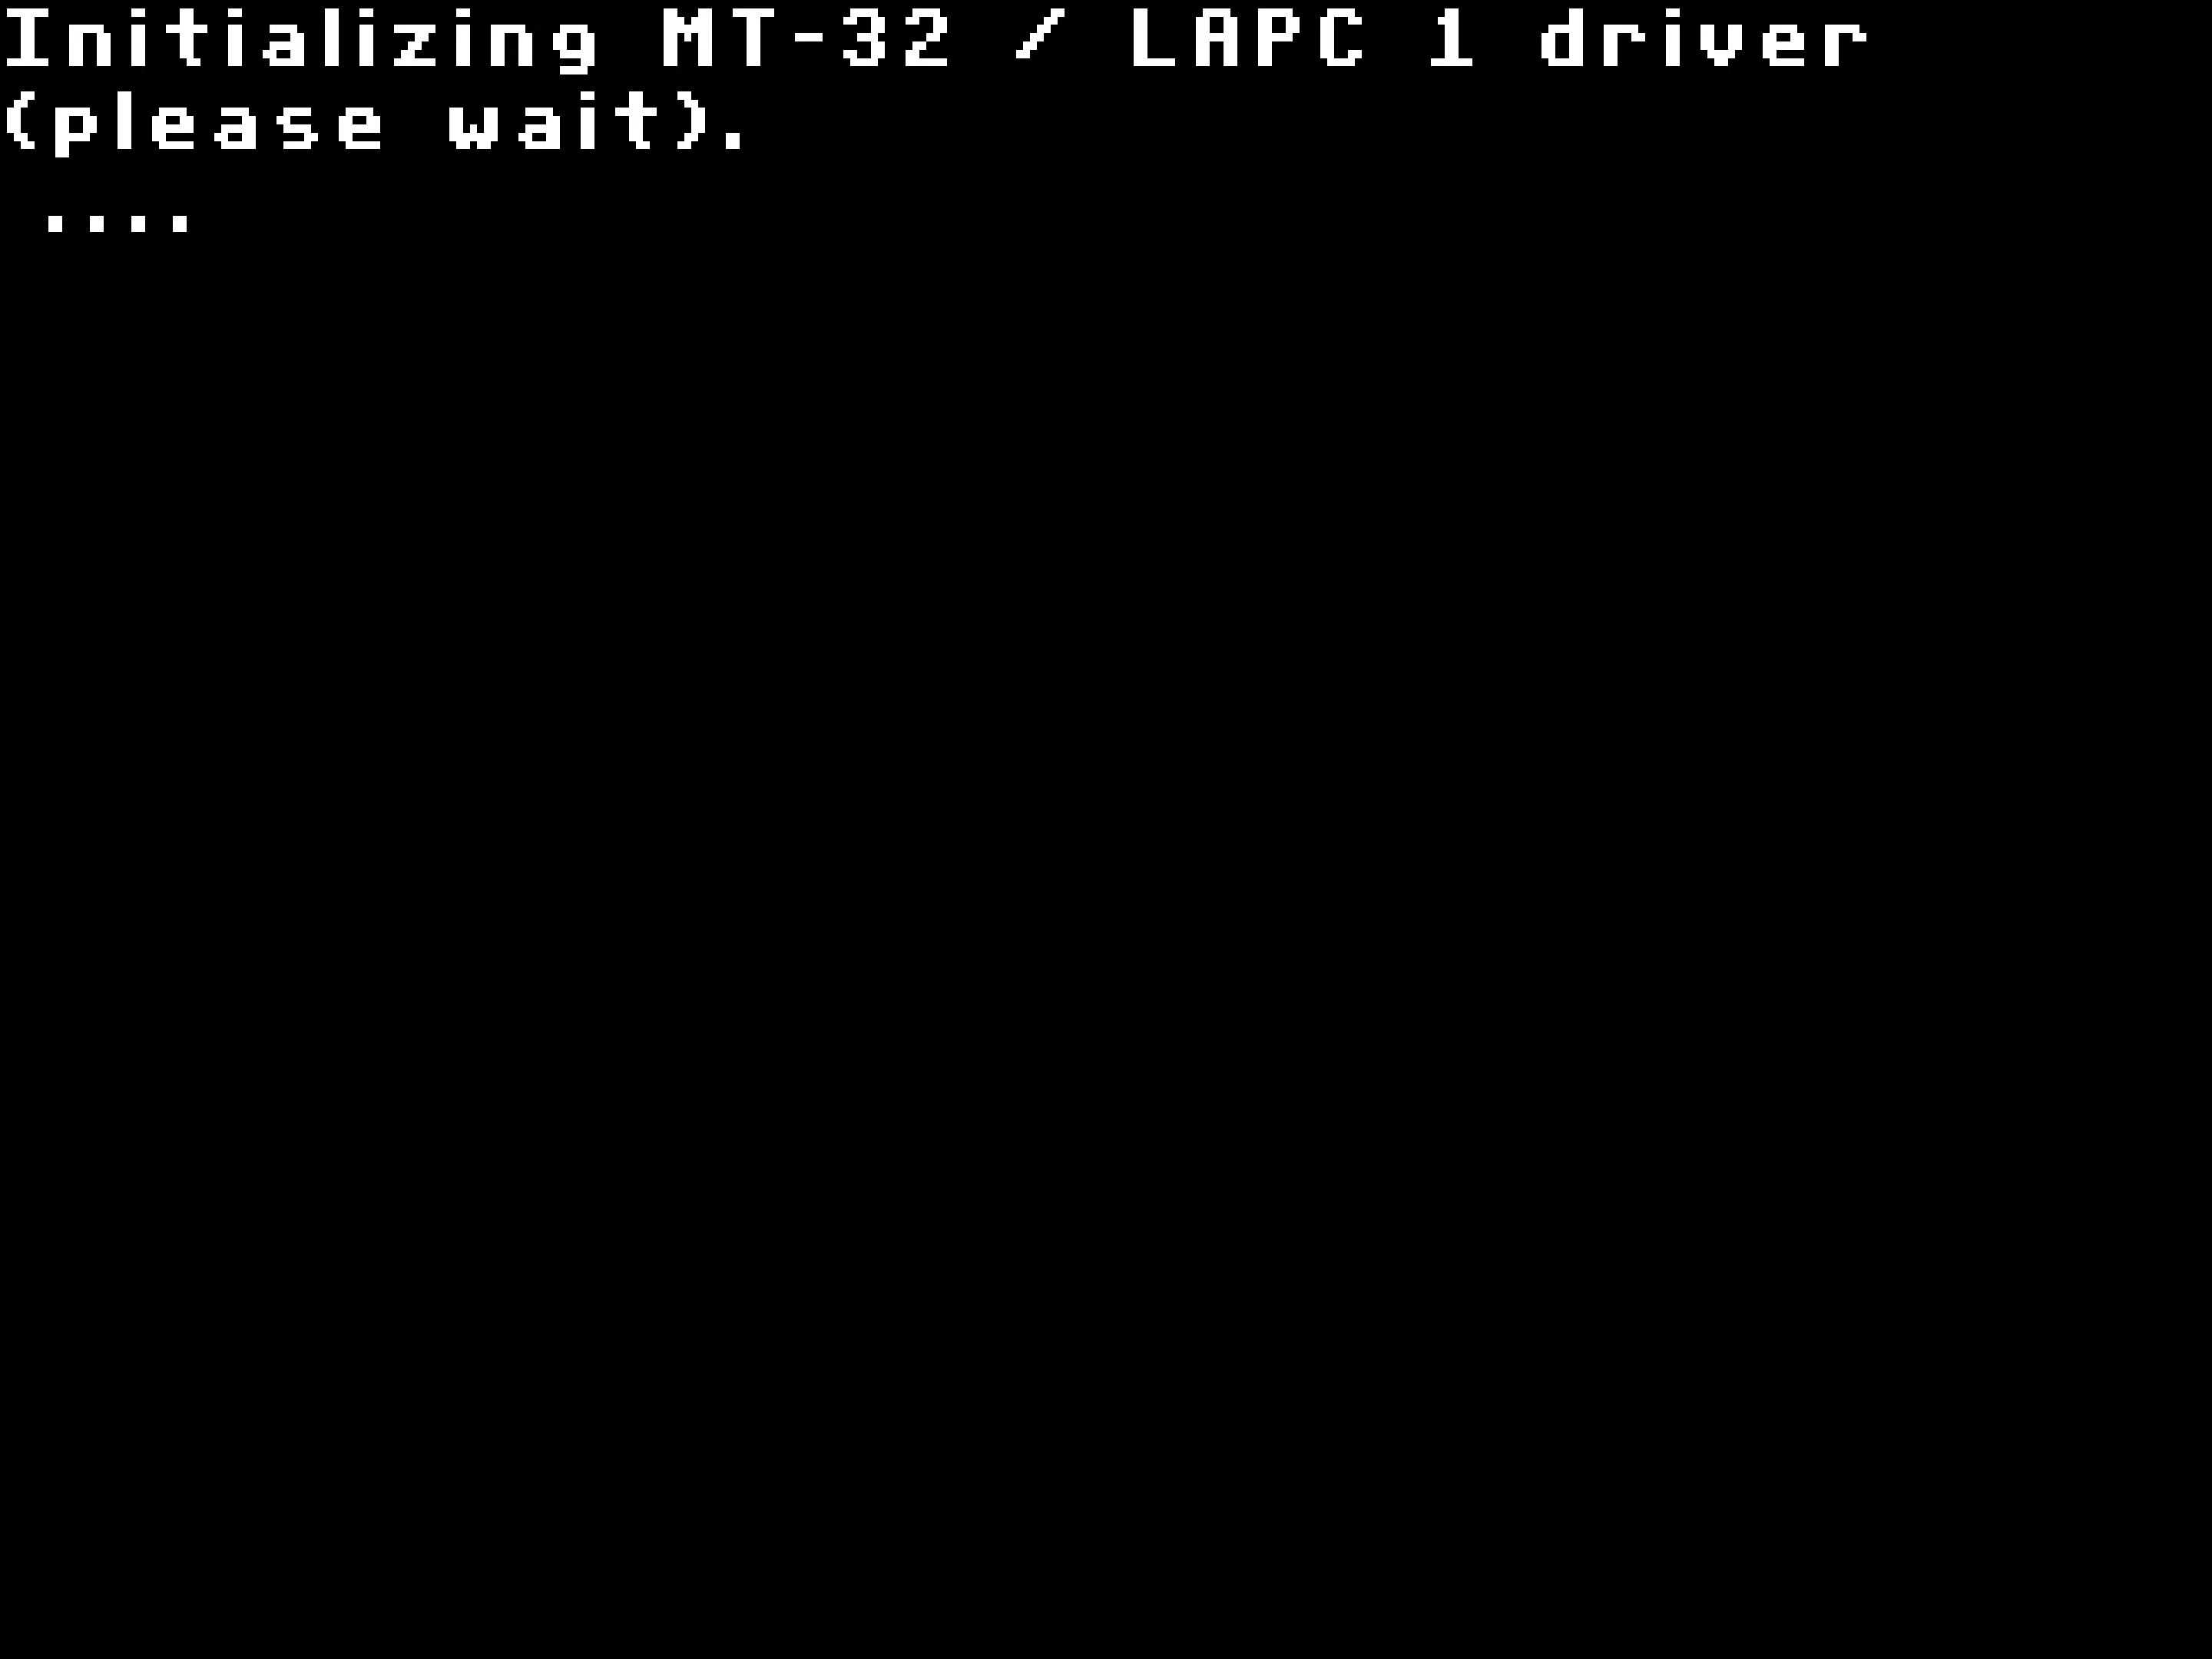 Initializing MT-32 / LAPC 1 driver
(please wait).
....